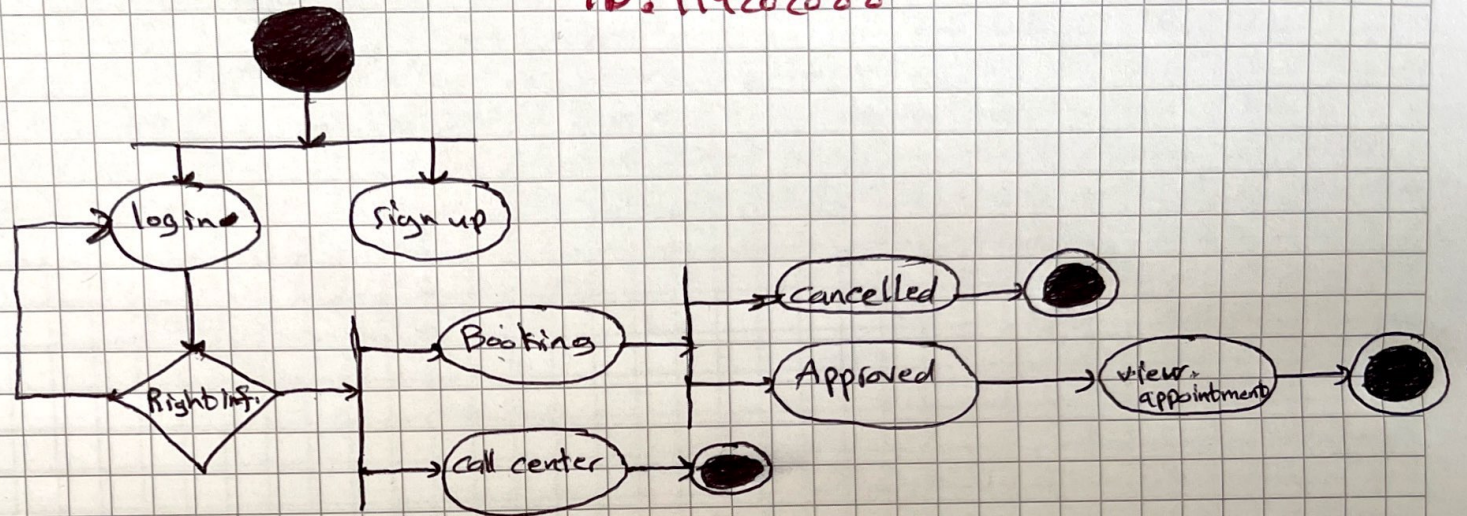 login
sign up
cancelled
Booking
Approved
view
appointment
Right Inf.
call center